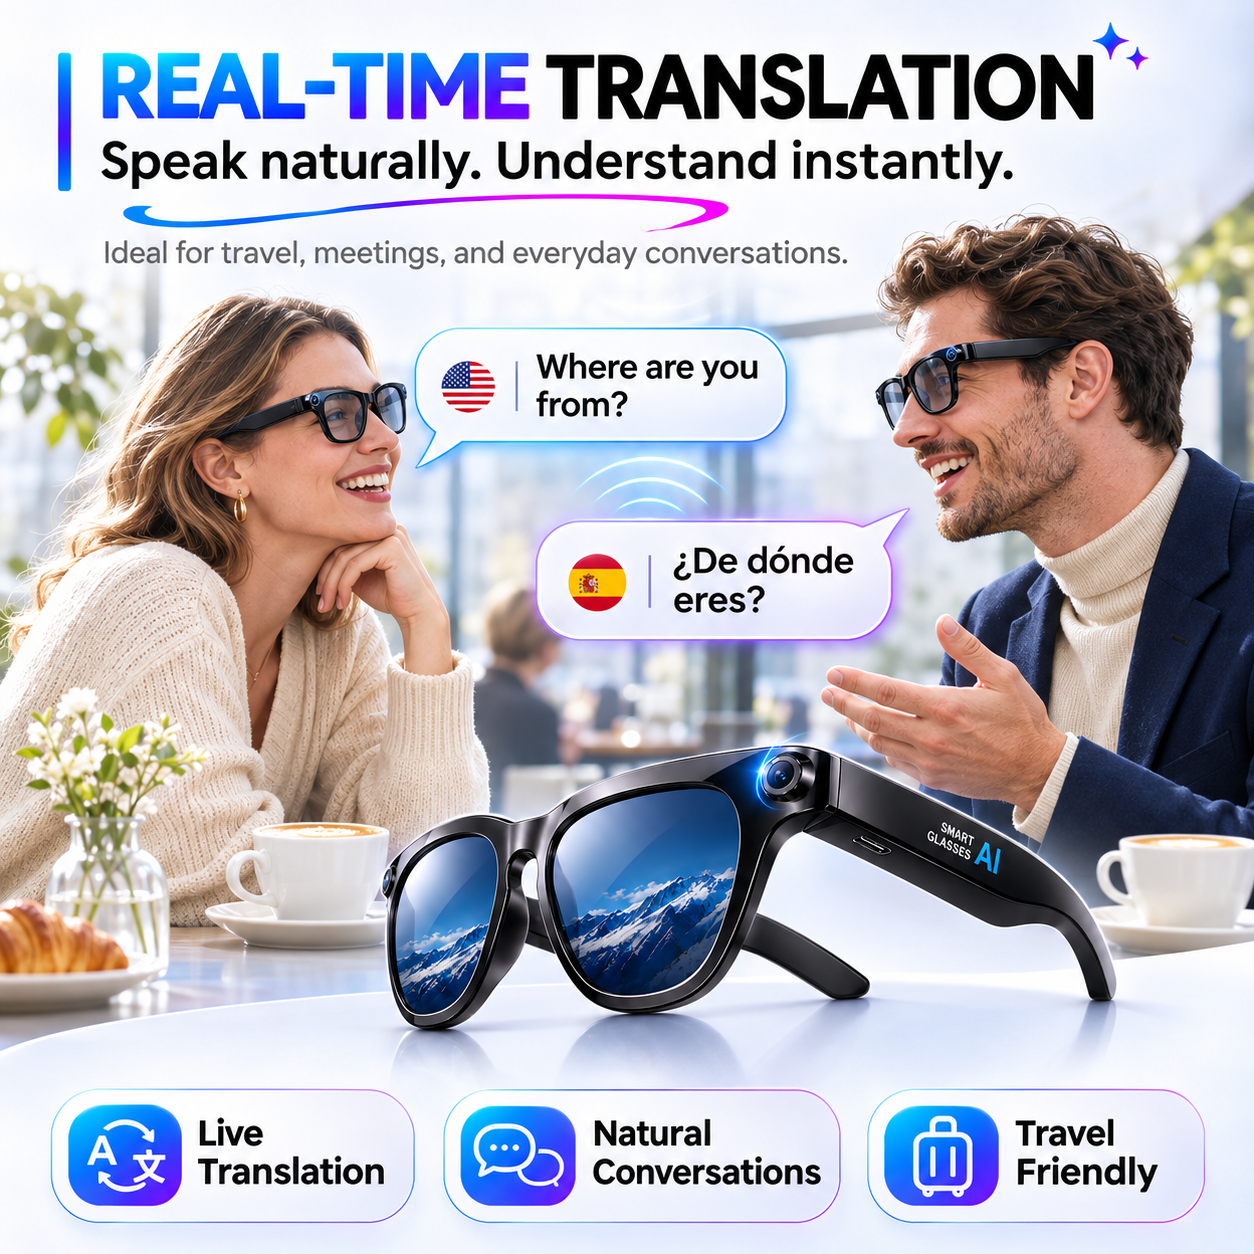 REAL-TIME TRANSLATION
Speak naturally. Understand instantly.
Ideal for travel, meetings, and everyday conversations.
Where are you
from?
¿De dónde
eres?
SMART
GLASSES AI
A 文
Live
Translation
Natural
Conversations
Travel
Friendly